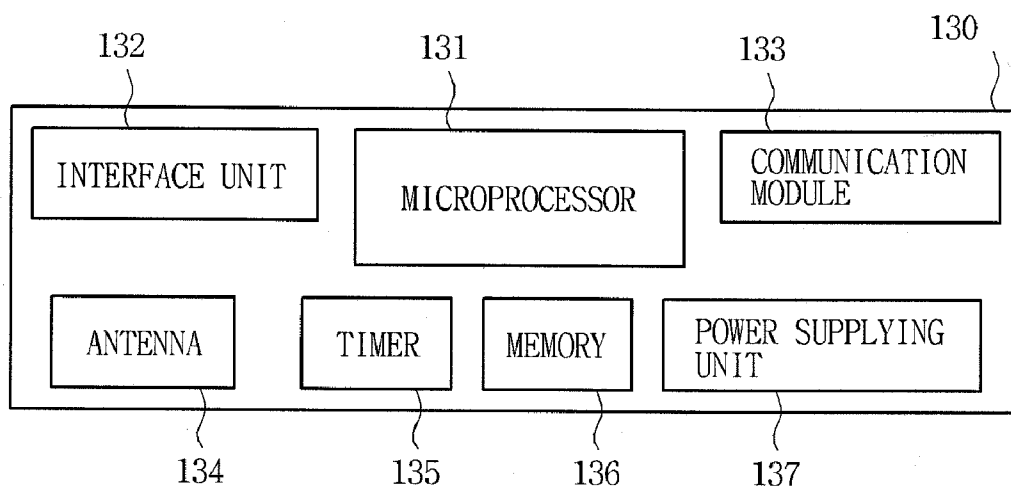 132
131
133
130
INTERFACE UNIT
MICROPROCESSOR
COMMUNICATION
MODULE
ANTENNA
TIMER
MEMORY
POWER SUPPLYING
UNIT
134
135
136
137